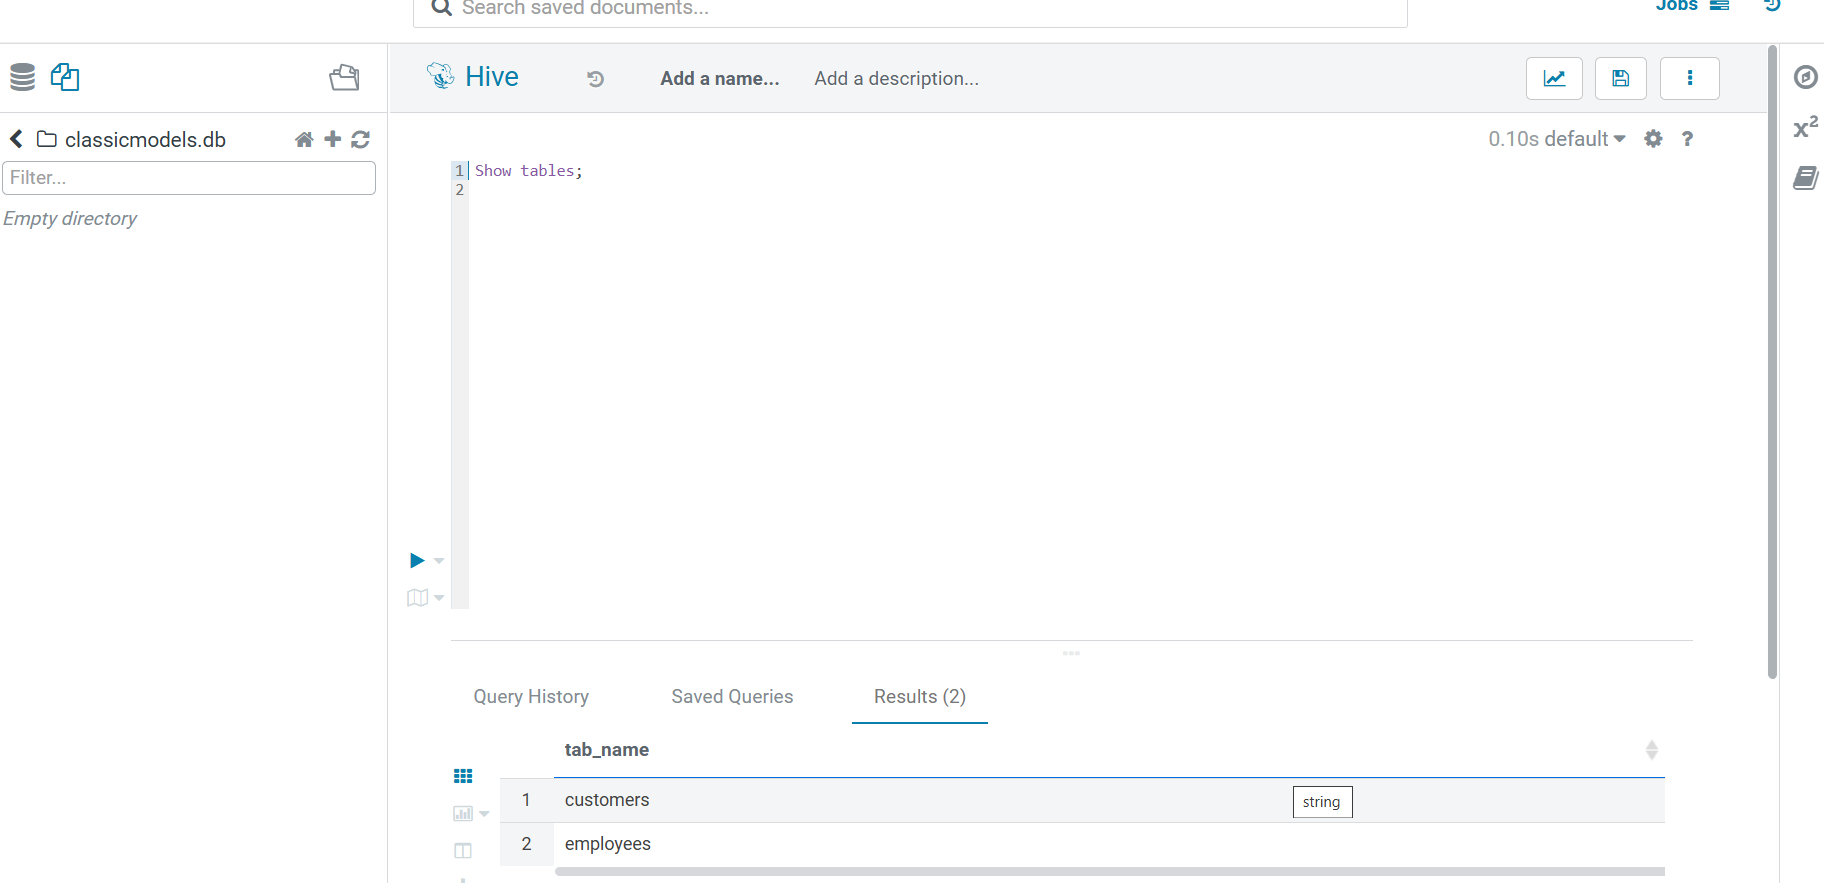 Search saved documents...
Jobs
Hive
Add a name...
Add a description...
classicmodels.db
0.10s default
?
x²
Filter...
Empty directory
1 Show tables;
2
Query History
Saved Queries
Results (2)
tab_name
1 customers
string
2 employees